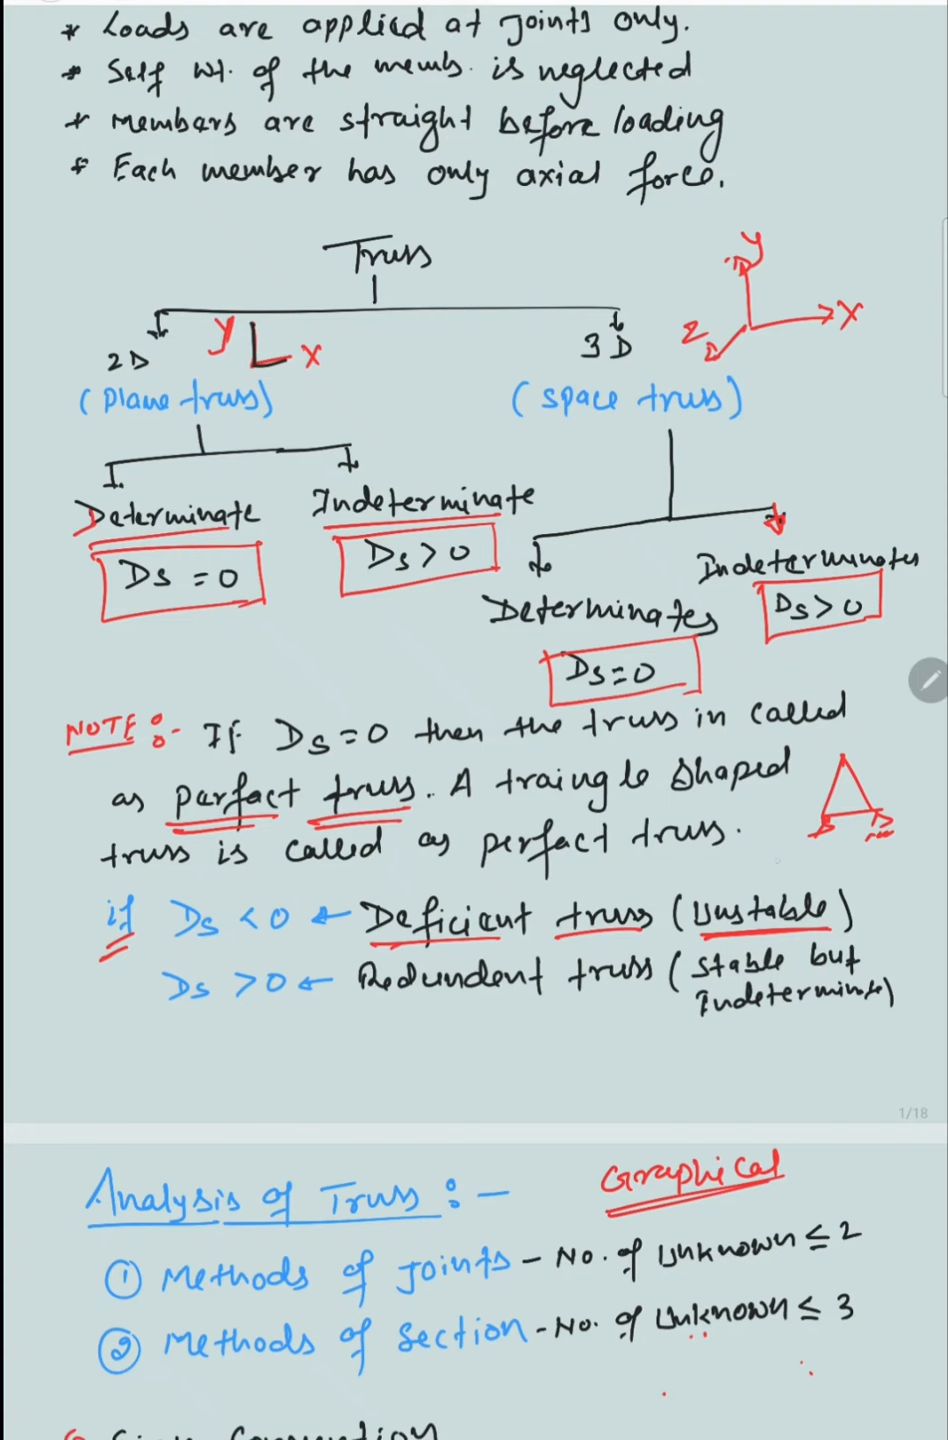 * Loads are applied at joints only.
* Self wt. of the memb. is neglected
* Members are straight before loading
* Each member has only axial force.
Truss
2D
y
x
3D
y
x
z
(Plane truss)
(space truss)
Determinate
Indeterminate
Ds = 0
Ds > 0
Determinates
Indeterminates
Ds = 0
Ds > 0
NOTE :- If Ds = 0 then the truss in called
as perfact truss. A traingle shaped
truss is called as perfact truss.
if Ds < 0 ← Deficient truss (Unstable)
Ds > 0 ← Redundent truss (stable but
Indeterminate)
1/18
Analysis of Truss :-
Graphical
① Methods of joints - No. of Unknown ≤ 2
② Methods of section - No. of Unknown ≤ 3